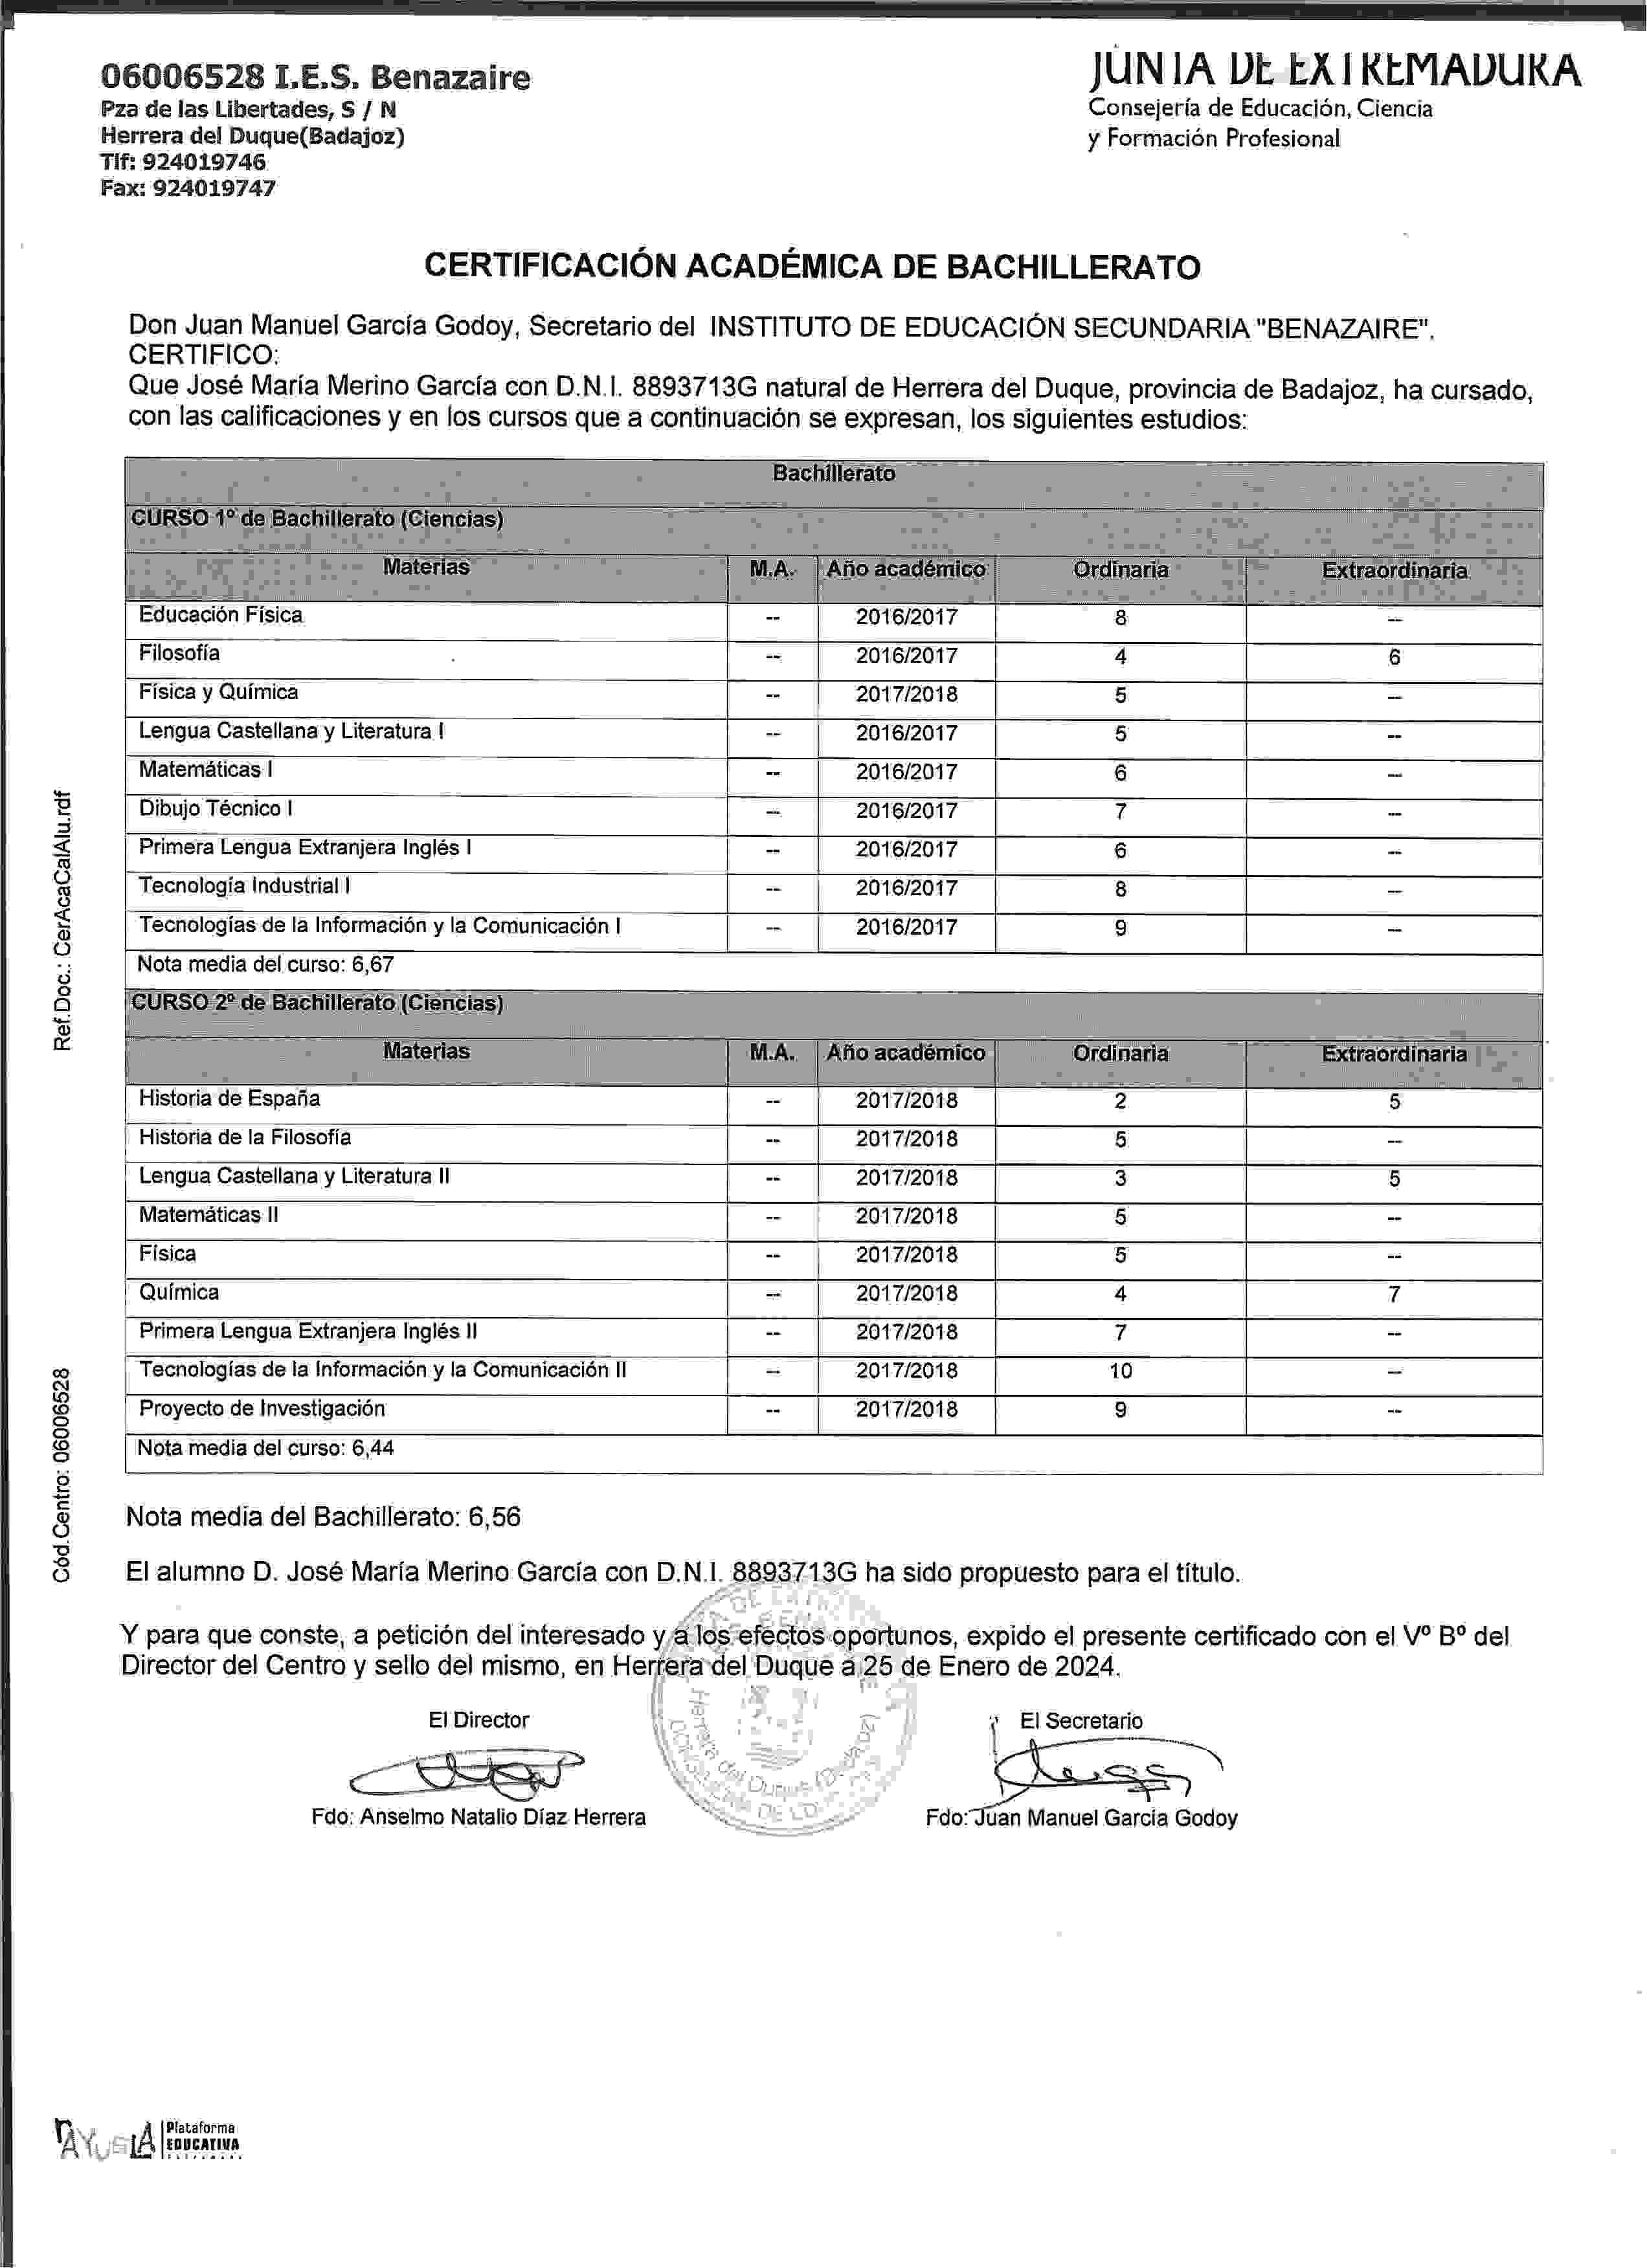 06006528 I.E.S. Benazaire
Pza de las Libertades, S / N
Herrera del Duque(Badajoz)
Tlf: 924019746
Fax: 924019747
JUNTA DE EXTREMADURA
Consejería de Educación, Ciencia
y Formación Profesional
CERTIFICACIÓN ACADÉMICA DE BACHILLERATO
Don Juan Manuel García Godoy, Secretario del INSTITUTO DE EDUCACIÓN SECUNDARIA "BENAZAIRE".
CERTIFICO:
Que José María Merino García con D.N.I. 8893713G natural de Herrera del Duque, provincia de Badajoz, ha cursado,
con las calificaciones y en los cursos que a continuación se expresan, los siguientes estudios:
Bachillerato
CURSO 1º de Bachillerato (Ciencias)
Materias M.A. Año académico Ordinaria Extraordinaria
Educación Física -- 2016/2017 8 --
Filosofía -- 2016/2017 4 6
Física y Química -- 2017/2018 5 --
Lengua Castellana y Literatura I -- 2016/2017 5 --
Matemáticas I -- 2016/2017 6 --
Dibujo Técnico I -- 2016/2017 7 --
Primera Lengua Extranjera Inglés I -- 2016/2017 6 --
Tecnología Industrial I -- 2016/2017 8 --
Tecnologías de la Información y la Comunicación I -- 2016/2017 9 --
Nota media del curso: 6,67
CURSO 2º de Bachillerato (Ciencias)
Materias M.A. Año académico Ordinaria Extraordinaria
Historia de España -- 2017/2018 2 5
Historia de la Filosofía -- 2017/2018 5 --
Lengua Castellana y Literatura II -- 2017/2018 3 5
Matemáticas II -- 2017/2018 5 --
Física -- 2017/2018 5 --
Química -- 2017/2018 4 7
Primera Lengua Extranjera Inglés II -- 2017/2018 7 --
Tecnologías de la Información y la Comunicación II -- 2017/2018 10 --
Proyecto de Investigación -- 2017/2018 9 --
Nota media del curso: 6,44
Nota media del Bachillerato: 6,56
El alumno D. José María Merino García con D.N.I. 8893713G ha sido propuesto para el título.
Y para que conste, a petición del interesado y a los efectos oportunos, expido el presente certificado con el Vº Bº del
Director del Centro y sello del mismo, en Herrera del Duque a 25 de Enero de 2024.
El Director
El Secretario
Herrera del Duque (Badajoz)
Fdo: Anselmo Natalio Díaz Herrera
Fdo: Juan Manuel García Godoy
Ref.Doc.: CerAcaCalAlu.rdf
Cód.Centro: 06006528
RAYUELA
Plataforma
EDUCATIVA